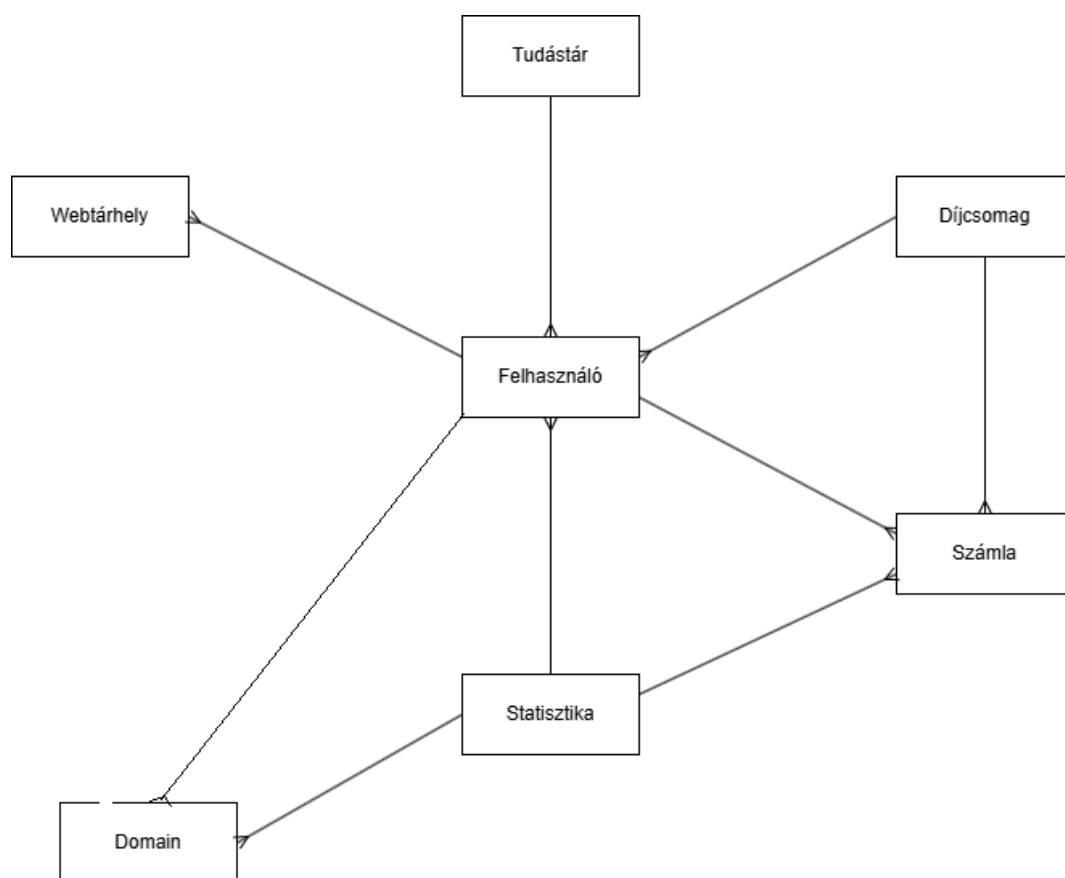 Tudástár
Webtárhely
Díjcsomag
Felhasználó
Számla
Statisztika
Domain